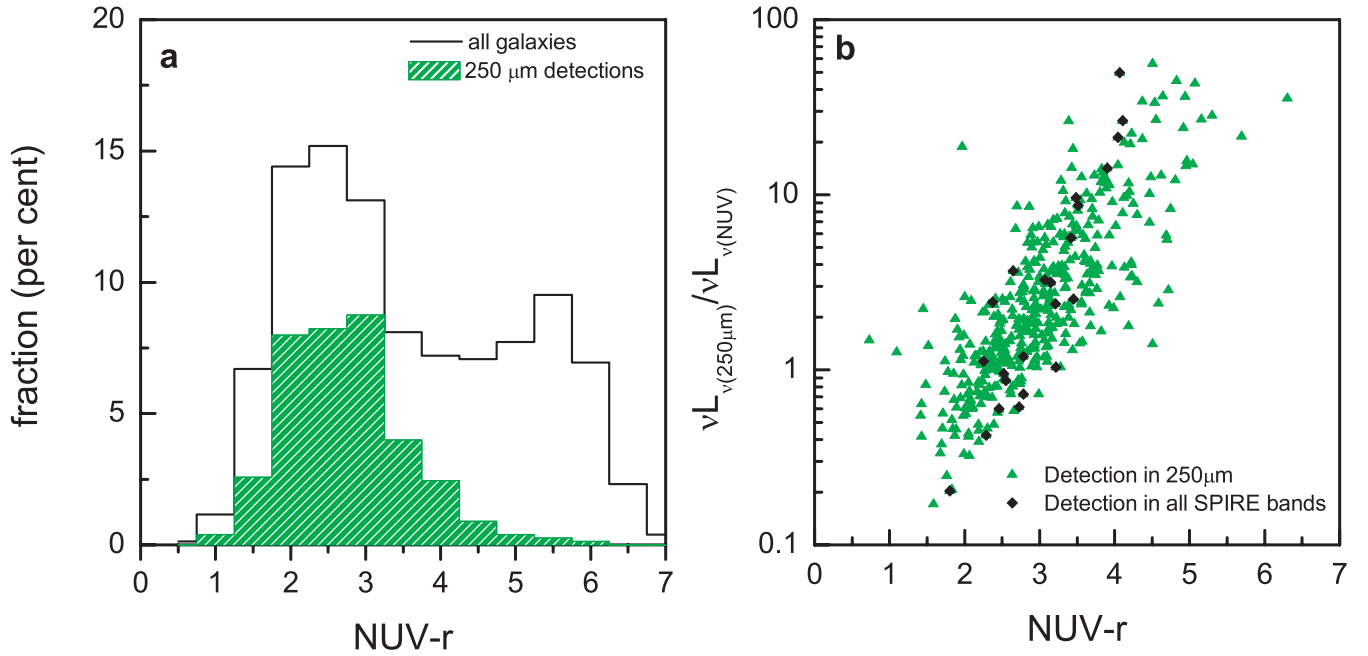 a
all galaxies
250 μm detections
20
15
10
5
0
fraction (per cent)
0 1 2 3 4 5 6 7
NUV-r
b
100
10
1
0.1
νLν(250μm)/νLν(NUV)
Detection in 250μm
Detection in all SPIRE bands
0 1 2 3 4 5 6 7
NUV-r